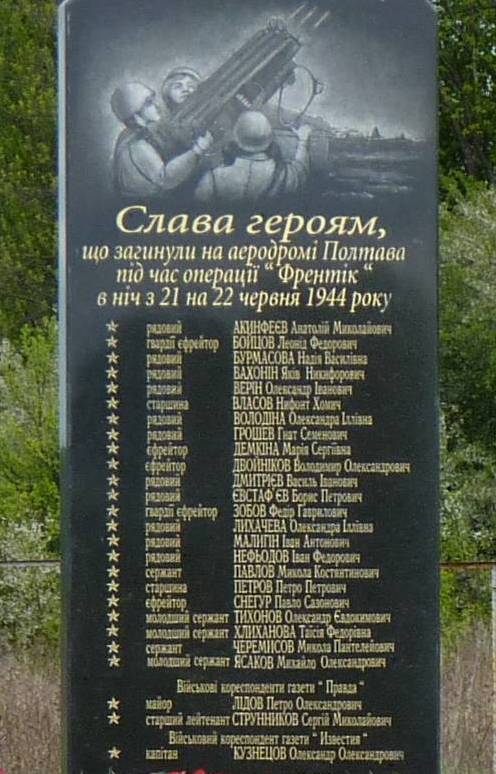 Слава героям,
що загинули на аеродромі Полтава
під час операції “Френтік“
в ніч з 21 на 22 червня 1944 року
рядовий АКИНФЕЄВ Анатолій Миколайович
гвардії єфрейтор БОЙЦОВ Леонід Федорович
рядовий БУРМАСОВА Надія Василівна
рядовий ВАХОНІН Яків Никифорович
рядовий ВЕРІН Олександр Іванович
старшина ВЛАСОВ Нифонт Хомич
рядовий ВОЛОДІНА Олександра Іллівна
рядовий ГРОШЕВ Гнат Семенович
єфрейтор ДЕМКІНА Марія Сергіївна
єфрейтор ДВОЙНІКОВ Володимир Олександрович
рядовий ДМИТРІЄВ Василь Іванович
рядовий ЄВСТАФ'ЄВ Борис Петрович
гвардії єфрейтор ЗОБОВ Федір Гаврилович
рядовий ЛИХАЧЕВА Олександра Іллівна
рядовий МАЛИГІН Іван Антонович
рядовий НЕФЬОДОВ Іван Федорович
сержант ПАВЛОВ Микола Костянтинович
старшина ПЕТРОВ Петро Петрович
єфрейтор СНЕГУР Павло Сазонович
молодший сержант ТИХОНОВ Олександр Євдокимович
молодший сержант ХЛИХАНОВА Таїсія Федорівна
сержант ЧЕРЕМІСОВ Микола Пантелейович
молодший сержант ЯСАКОВ Михайло Олександрович
Військові кореспонденти газети “ Правда“
майор ЛІДОВ Петро Олександрович
старший лейтенант СТРУННИКОВ Сергій Миколайович
Військовий кореспондент газети “ Известия“
капітан КУЗНЕЦОВ Олександр Олександрович